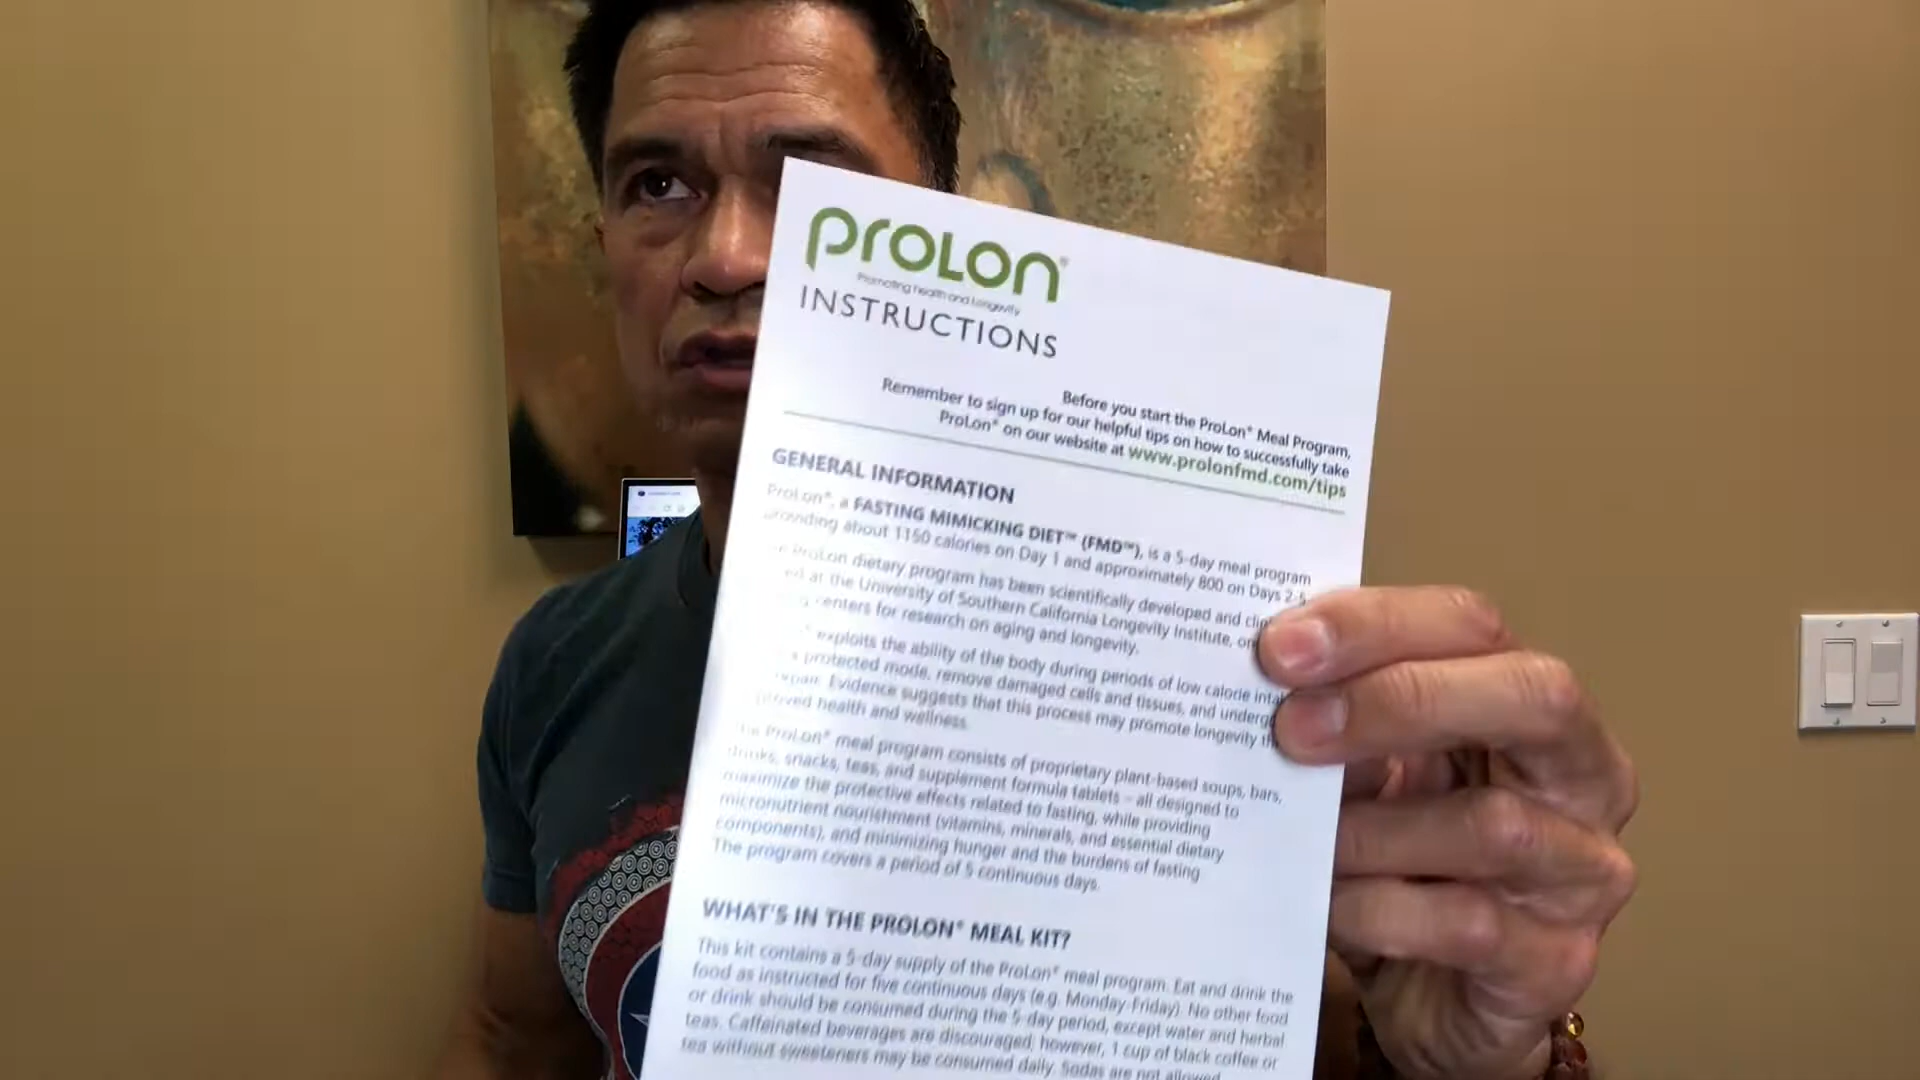 PROLON®
Promoting health and Longevity
INSTRUCTIONS
Before you start the ProLon® Meal Program,
Remember to sign up for our helpful tips on how to successfully take
ProLon® on our website at www.prolonfmd.com/tips
GENERAL INFORMATION
ProLon®, a FASTING MIMICKING DIET™ (FMD™), is a 5-day meal program
providing about 1150 calories on Day 1 and approximately 800 on Days 2-5.
ProLon dietary program has been scientifically developed and
at the University of Southern California Longevity Institute,
centers for research on aging and longevity.
exploits the ability of the body during periods of low calorie
protected mode, remove damaged cells and tissues, and
repair. Evidence suggests that this process may promote longevity
health and wellness.
ProLon® meal program consists of proprietary plant-based soups, bars,
drinks, snacks, teas, and supplement formula tablets – all designed to
maximize the protective effects related to fasting, while providing
micronutrient nourishment (vitamins, minerals, and essential dietary
components), and minimizing hunger and the burdens of fasting
The program covers a period of 5 continuous days.
WHAT'S IN THE PROLON® MEAL KIT?
This kit contains a 5-day supply of the ProLon® meal program. Eat and drink the
food as instructed for five continuous days (e.g. Monday-Friday). No other food
or drink should be consumed during the 5-day period, except water and herbal
teas. Caffeinated beverages are discouraged; however, 1 cup of black coffee or
tea without sweeteners may be consumed daily. Sodas are not allowed